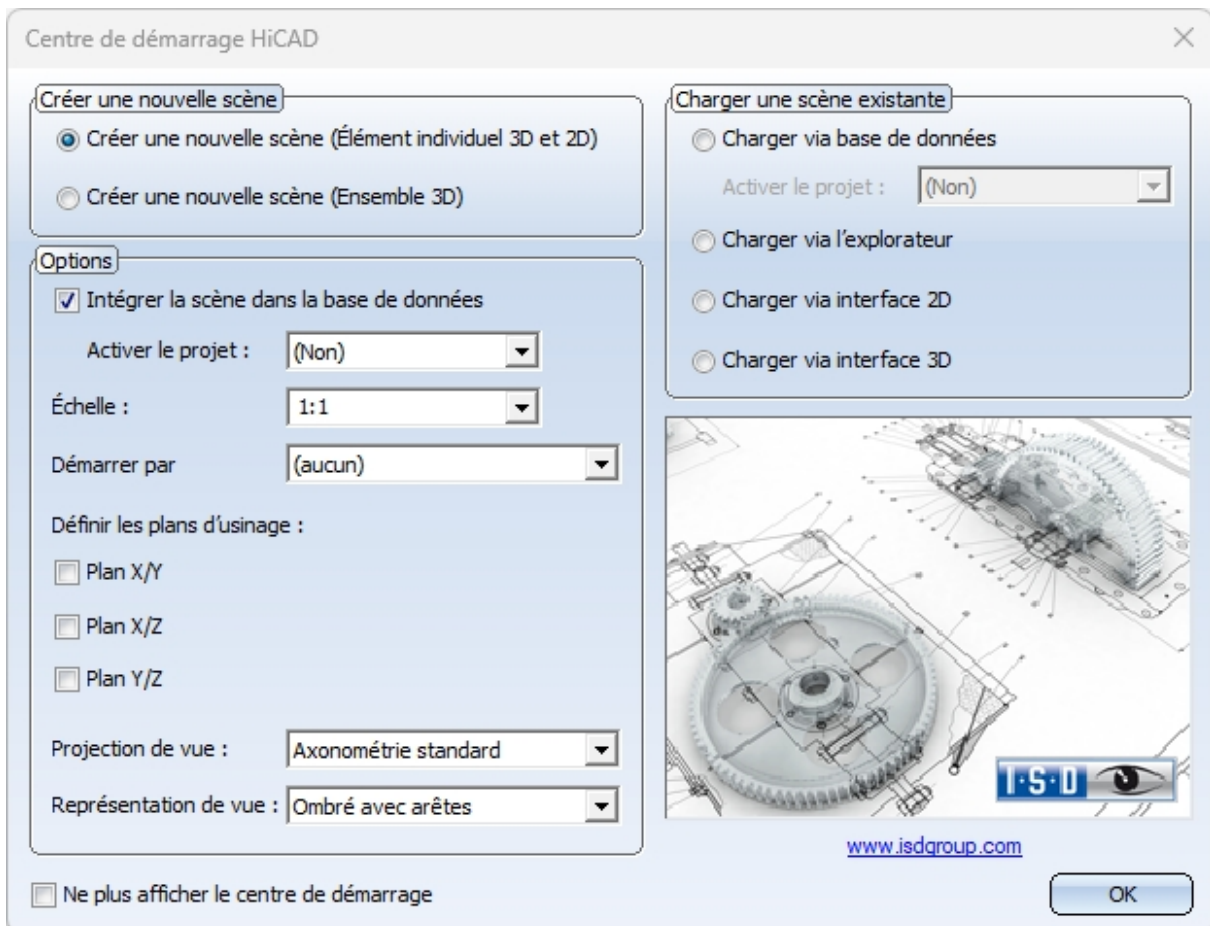 Centre de démarrage HiCAD
Créer une nouvelle scène
Créer une nouvelle scène (Élément individuel 3D et 2D)
Créer une nouvelle scène (Ensemble 3D)
Options
Intégrer la scène dans la base de données
Activer le projet : (Non)
Échelle : 1:1
Démarrer par (aucun)
Définir les plans d'usinage :
Plan X/Y
Plan X/Z
Plan Y/Z
Projection de vue : Axonométrie standard
Représentation de vue : Ombré avec arêtes
Ne plus afficher le centre de démarrage
Charger une scène existante
Charger via base de données
Activer le projet : (Non)
Charger via l'explorateur
Charger via interface 2D
Charger via interface 3D
I·S·D
www.isdgroup.com
OK